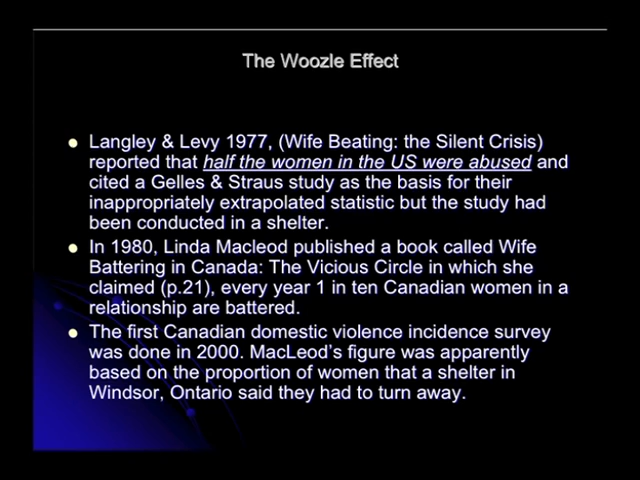 The Woozle Effect
Langley & Levy 1977, (Wife Beating: the Silent Crisis)
reported that half the women in the US were abused and
cited a Gelles & Straus study as the basis for their
inappropriately extrapolated statistic but the study had
been conducted in a shelter.
In 1980, Linda Macleod published a book called Wife
Battering in Canada: The Vicious Circle in which she
claimed (p.21), every year 1 in ten Canadian women in a
relationship are battered.
The first Canadian domestic violence incidence survey
was done in 2000. MacLeod's figure was apparently
based on the proportion of women that a shelter in
Windsor, Ontario said they had to turn away.